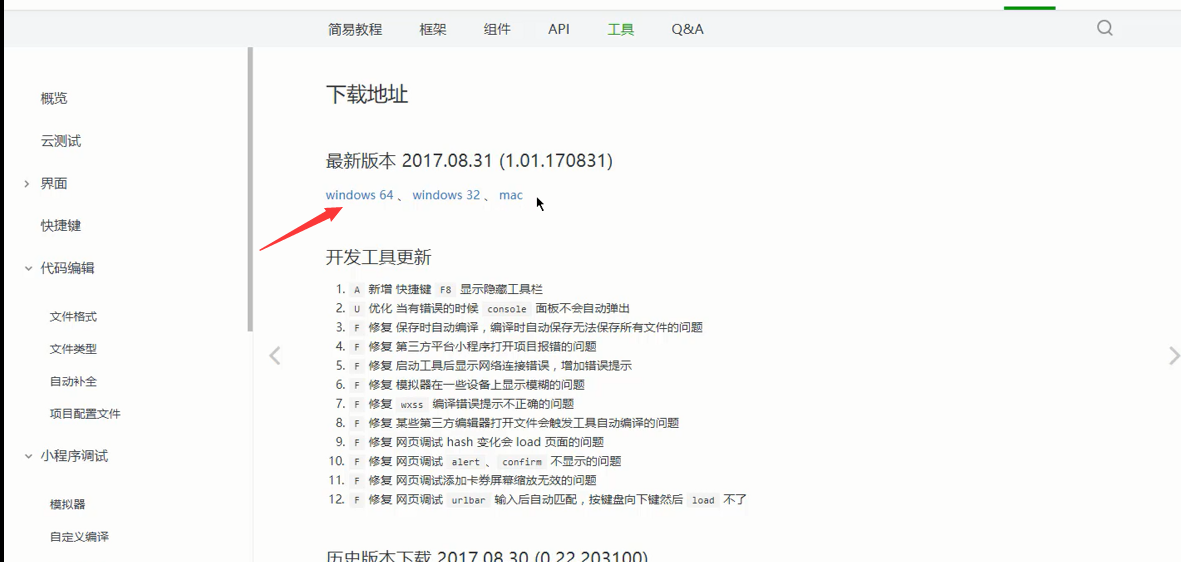 简易教程 框架 组件 API 工具 Q&A
概览
云测试
界面
快捷键
代码编辑
文件格式
文件类型
自动补全
项目配置文件
小程序调试
模拟器
自定义编译
下载地址
最新版本 2017.08.31 (1.01.170831)
windows 64 、 windows 32 、 mac
开发工具更新
1. A 新增 快捷键 F8 显示隐藏工具栏
2. U 优化 当有错误的时候 console 面板不会自动弹出
3. F 修复 保存时自动编译，编译时自动保存无法保存所有文件的问题
4. F 修复 第三方平台小程序打开项目报错的问题
5. F 修复 启动工具后显示网络连接错误，增加错误提示
6. F 修复 模拟器在一些设备上显示模糊的问题
7. F 修复 wxss 编译错误提示不正确的问题
8. F 修复 某些第三方编辑器打开文件会触发工具自动编译的问题
9. F 修复 网页调试 hash 变化会 load 页面的问题
10. F 修复 网页调试 alert 、 confirm 不显示的问题
11. F 修复 网页调试添加卡券屏幕缩放无效的问题
12. F 修复 网页调试 urlbar 输入后自动匹配，按键盘向下键然后 load 不了
历史版本下载 2017.08.30 (0.22.203100)